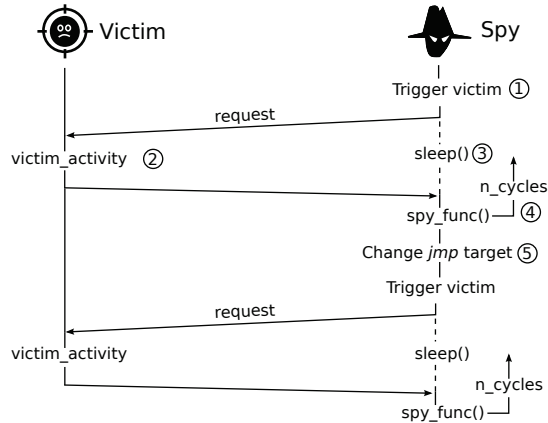 Victim
Spy
Trigger victim 1
request
victim_activity 2
sleep() 3
n_cycles
spy_func() 4
Change jmp target 5
Trigger victim
request
victim_activity
sleep()
n_cycles
spy_func()